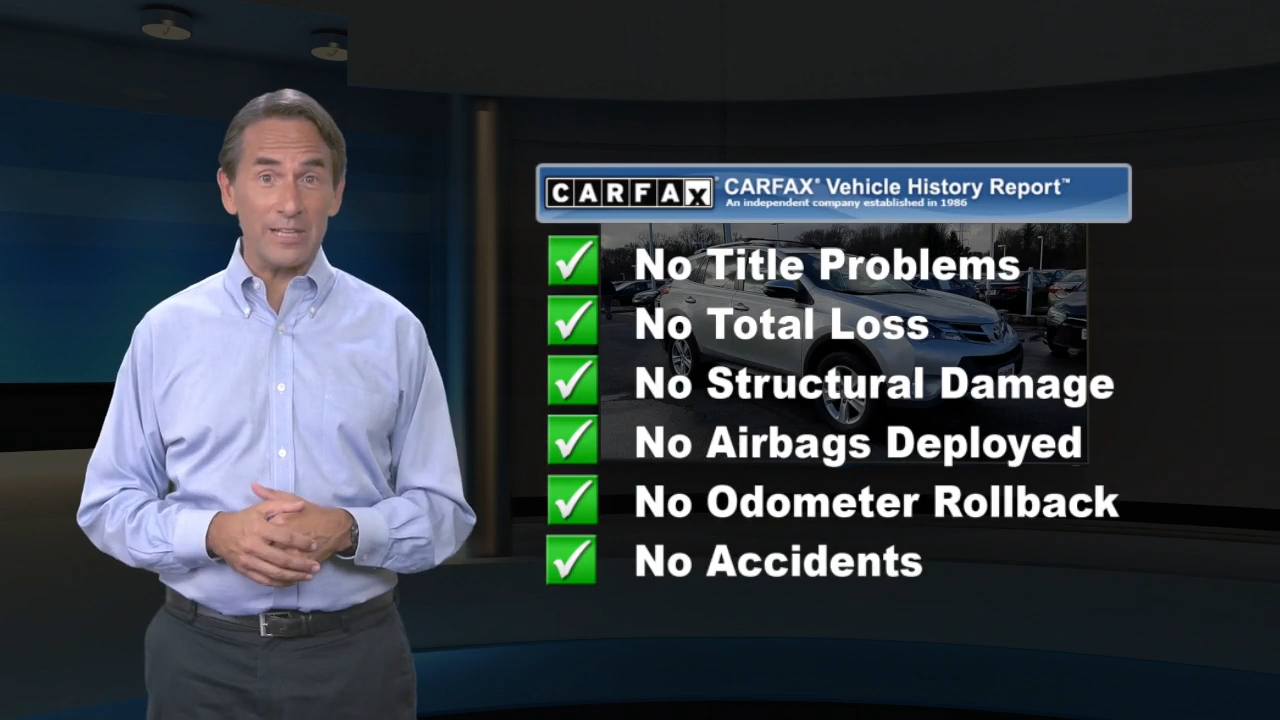 CARFAX
CARFAX® Vehicle History Report™
An independent company established in 1986
No Title Problems
No Total Loss
No Structural Damage
No Airbags Deployed
No Odometer Rollback
No Accidents